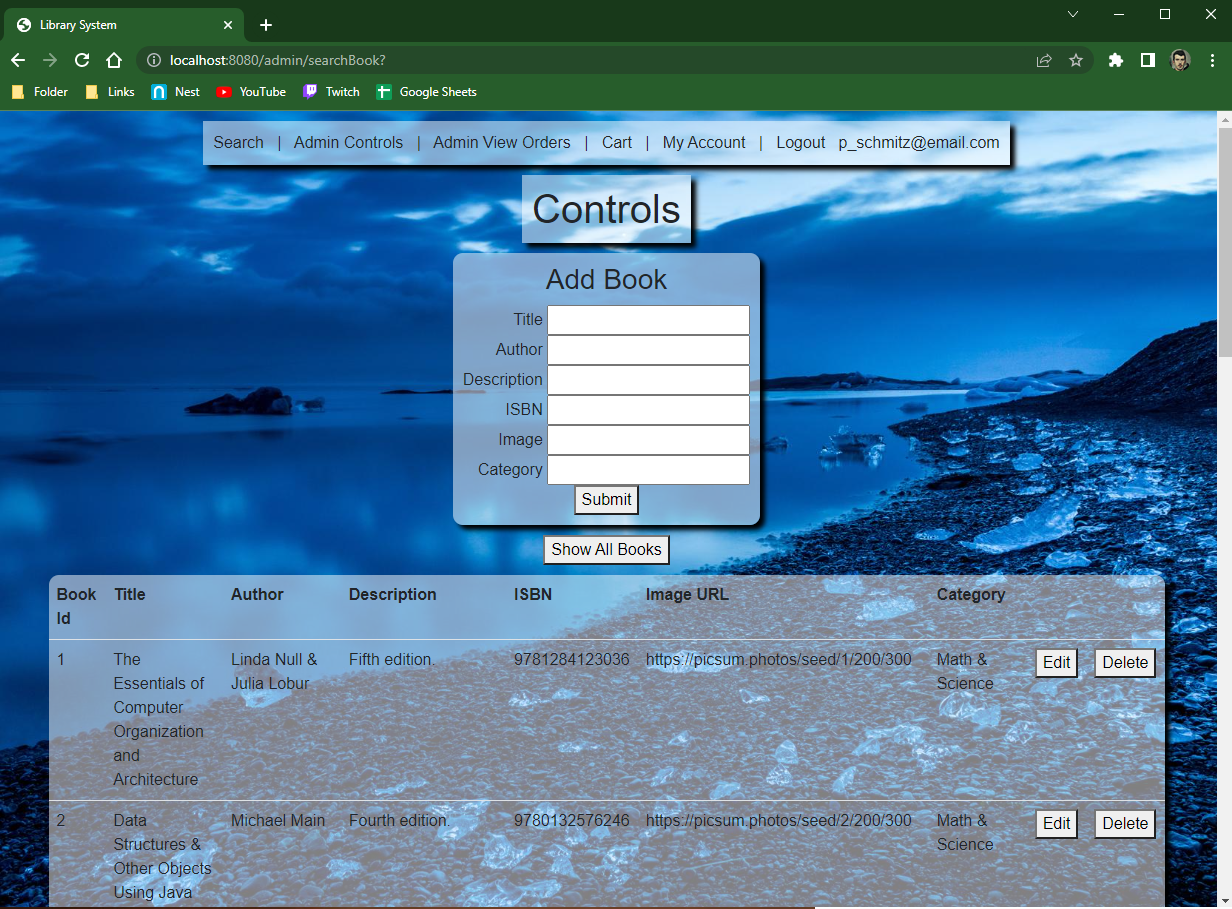 Library System
localhost:8080/admin/searchBook?
Folder Links Nest YouTube Twitch Google Sheets
Search | Admin Controls | Admin View Orders | Cart | My Account | Logout p_schmitz@email.com
Controls
Add Book
Title
Author
Description
ISBN
Image
Category
Submit
Show All Books
Book Id Title Author Description ISBN Image URL Category
1 The Essentials of Computer Organization and Architecture Linda Null & Julia Lobur Fifth edition. 9781284123036 https://picsum.photos/seed/1/200/300 Math & Science Edit Delete
2 Data Structures & Other Objects Using Java Michael Main Fourth edition. 9780132576246 https://picsum.photos/seed/2/200/300 Math & Science Edit Delete